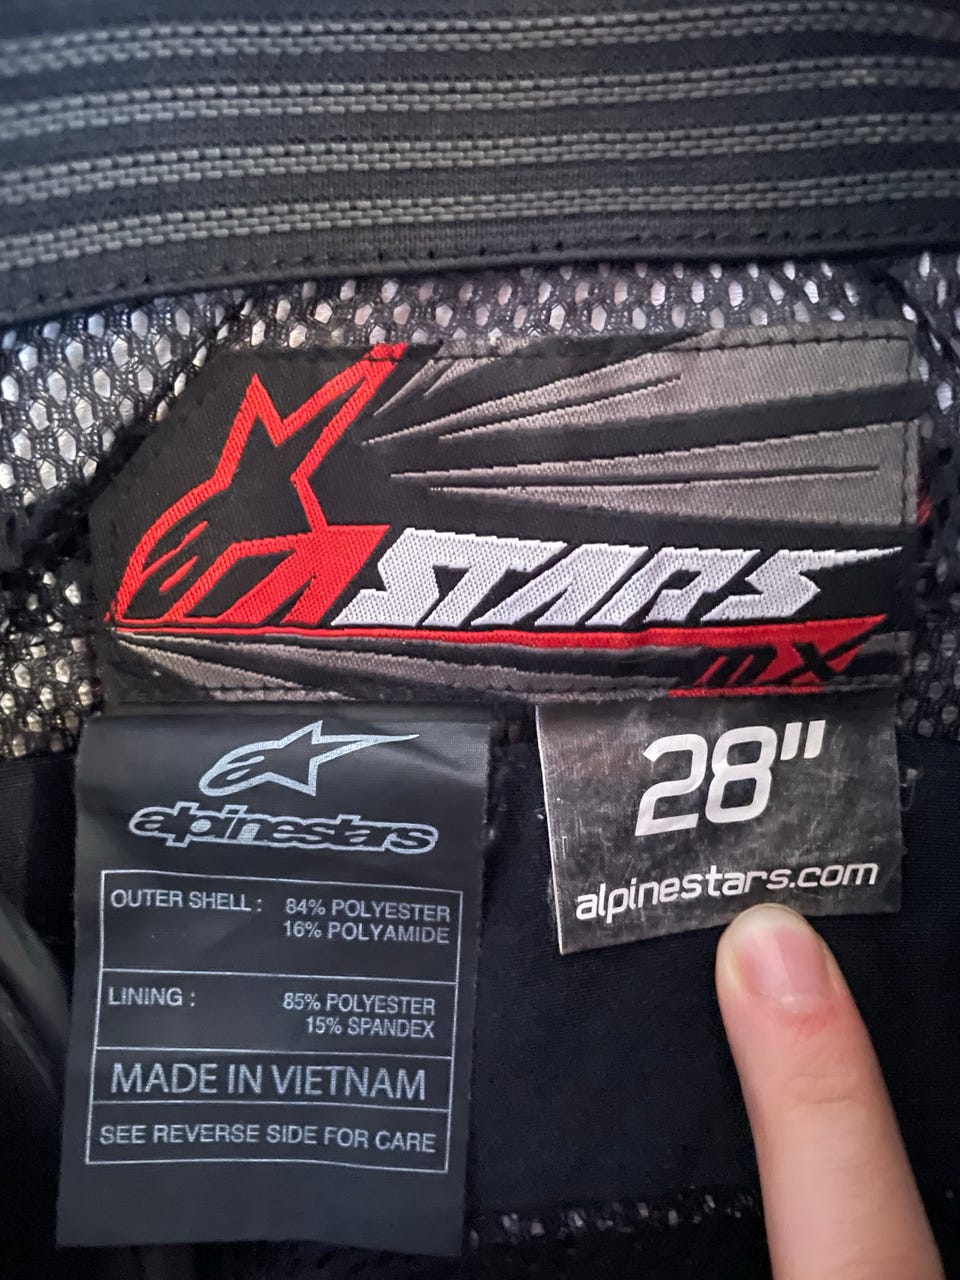 ASTARS
MX
alpinestars
OUTER SHELL : 84% POLYESTER
16% POLYAMIDE
LINING : 85% POLYESTER
15% SPANDEX
MADE IN VIETNAM
SEE REVERSE SIDE FOR CARE
28"
alpinestars.com